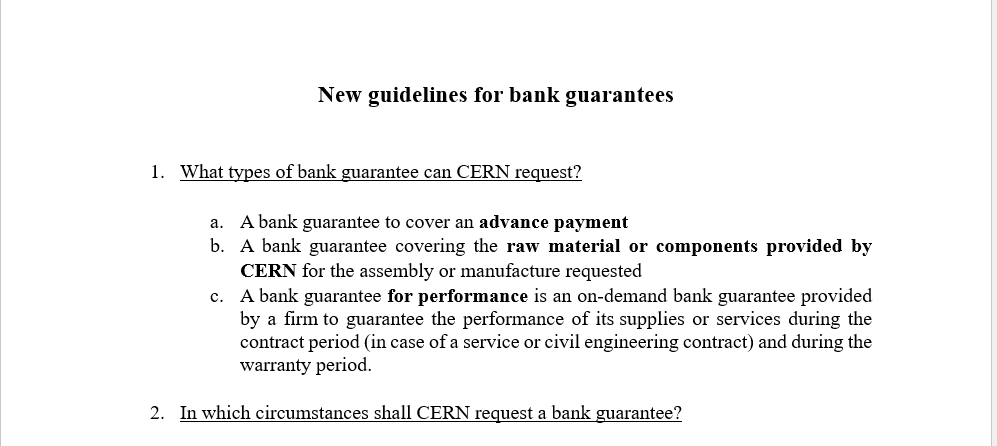 New guidelines for bank guarantees
1. What types of bank guarantee can CERN request?
a. A bank guarantee to cover an advance payment
b. A bank guarantee covering the raw material or components provided by
CERN for the assembly or manufacture requested
c. A bank guarantee for performance is an on-demand bank guarantee provided
by a firm to guarantee the performance of its supplies or services during the
contract period (in case of a service or civil engineering contract) and during the
warranty period.
2. In which circumstances shall CERN request a bank guarantee?